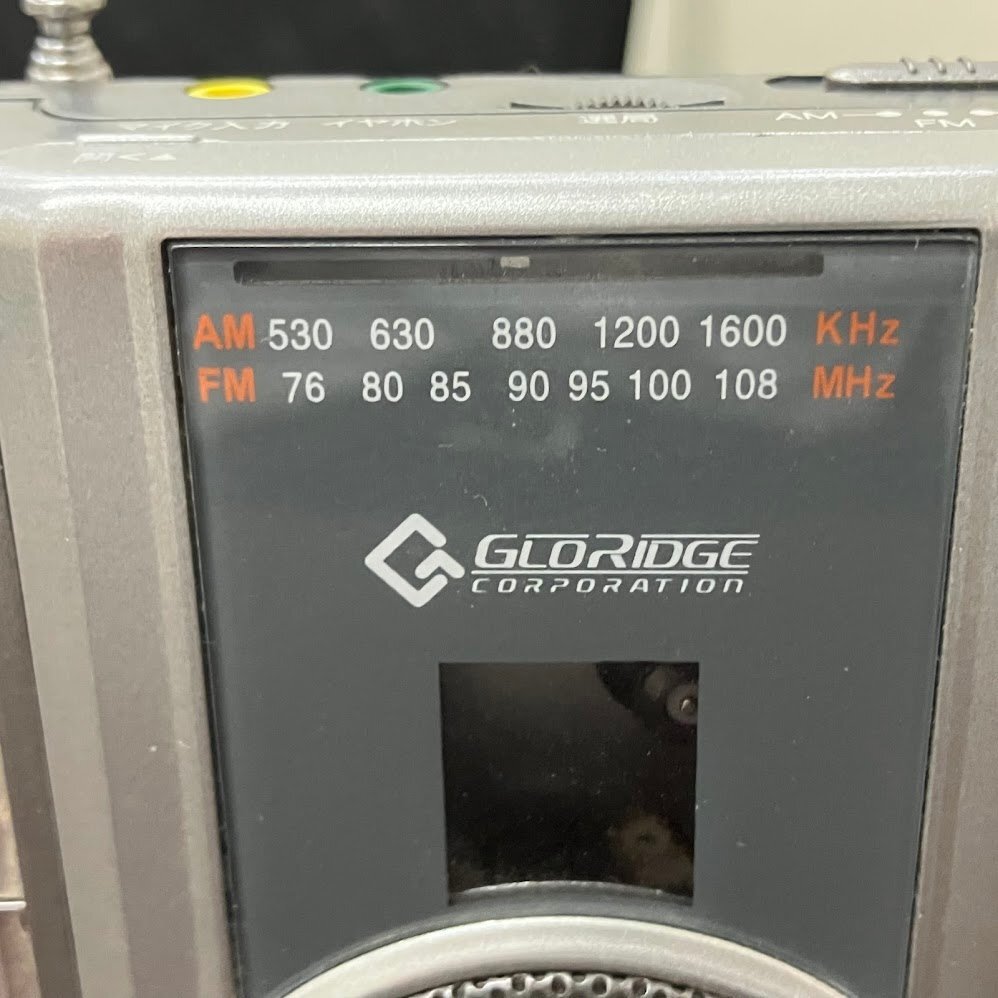 マイク入力 イヤホン 選局 AM FM
開く▲
AM 530 630 880 1200 1600 KHz
FM 76 80 85 90 95 100 108 MHz
GLORIDGE
CORPORATION